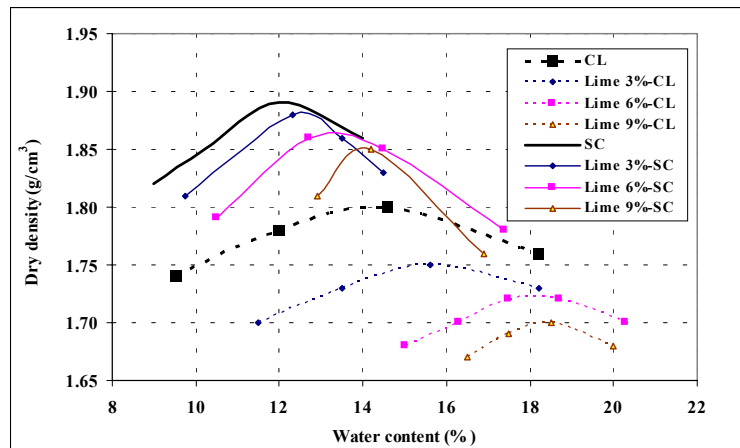 1.95
1.90
1.85
1.80
1.75
1.70
1.65
Dry density (g/cm³)
8 10 12 14 16 18 20 22
Water content (%)
CL
Lime 3%-CL
Lime 6%-CL
Lime 9%-CL
SC
Lime 3%-SC
Lime 6%-SC
Lime 9%-SC